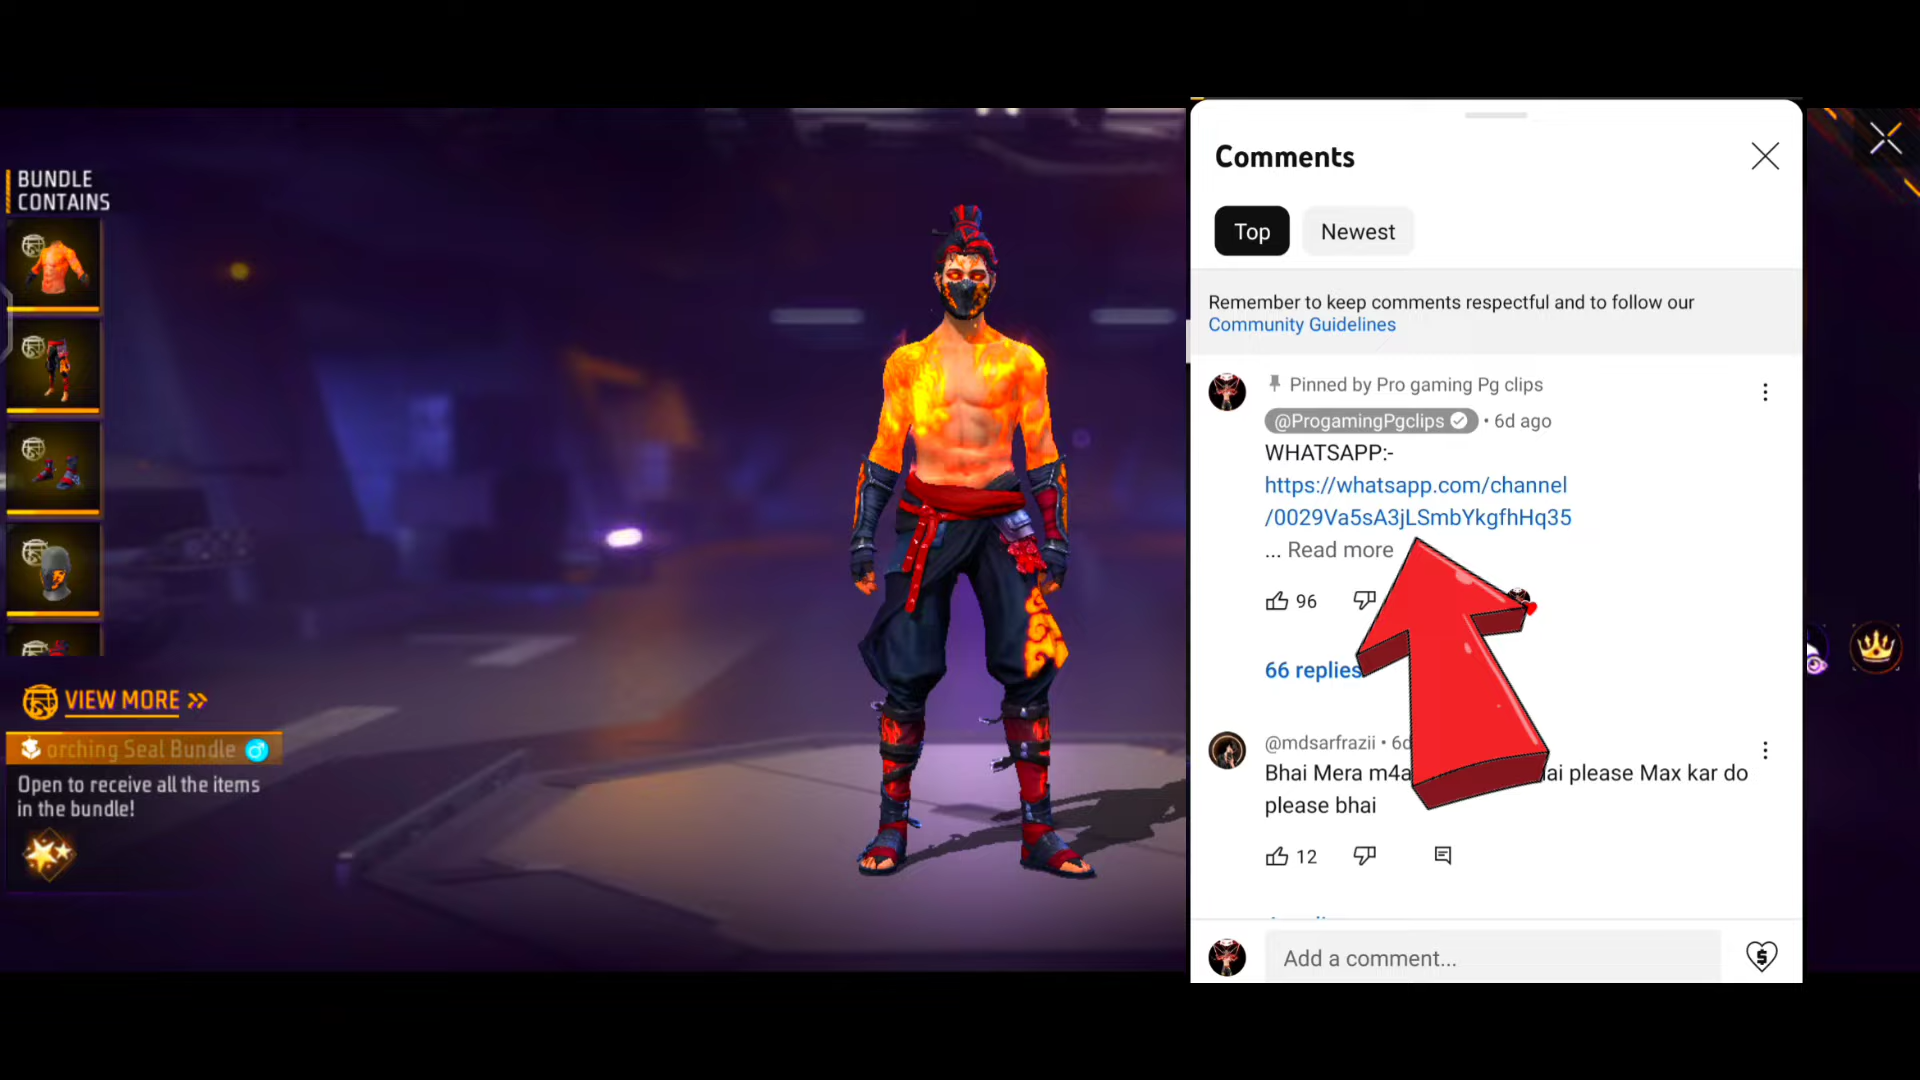 BUNDLE
CONTAINS
VIEW MORE
orching Seal Bundle
Open to receive all the items
in the bundle!
Comments
Top
Newest
Remember to keep comments respectful and to follow our
Community Guidelines
Pinned by Pro gaming Pg clips
@ProgamingPgclips • 6d ago
WHATSAPP:-
https://whatsapp.com/channel
/0029Va5sA3jLSmbYkgfhHq35
... Read more
96
66 replies
@mdsarfrazii • 6d
Bhai Mera m4a ai please Max kar do
please bhai
12
Add a comment...